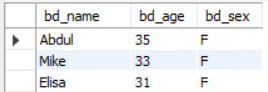 bd_name bd_age bd_sex
Abdul 35 F
Mike 33 F
Elisa 31 F